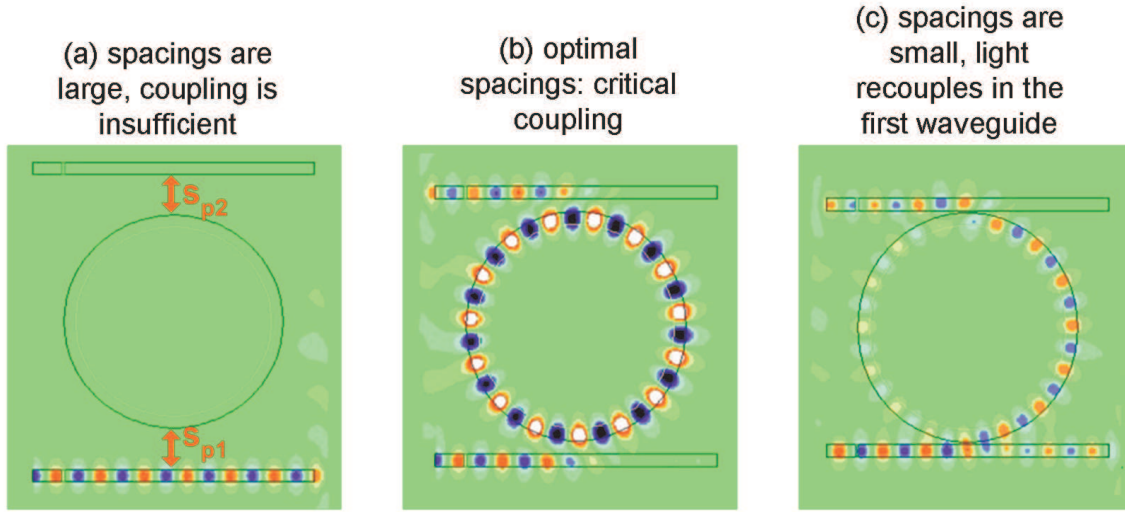 (a) spacings are
large, coupling is
insufficient
(b) optimal
spacings: critical
coupling
(c) spacings are
small, light
recouples in the
first waveguide
Sp2
Sp1